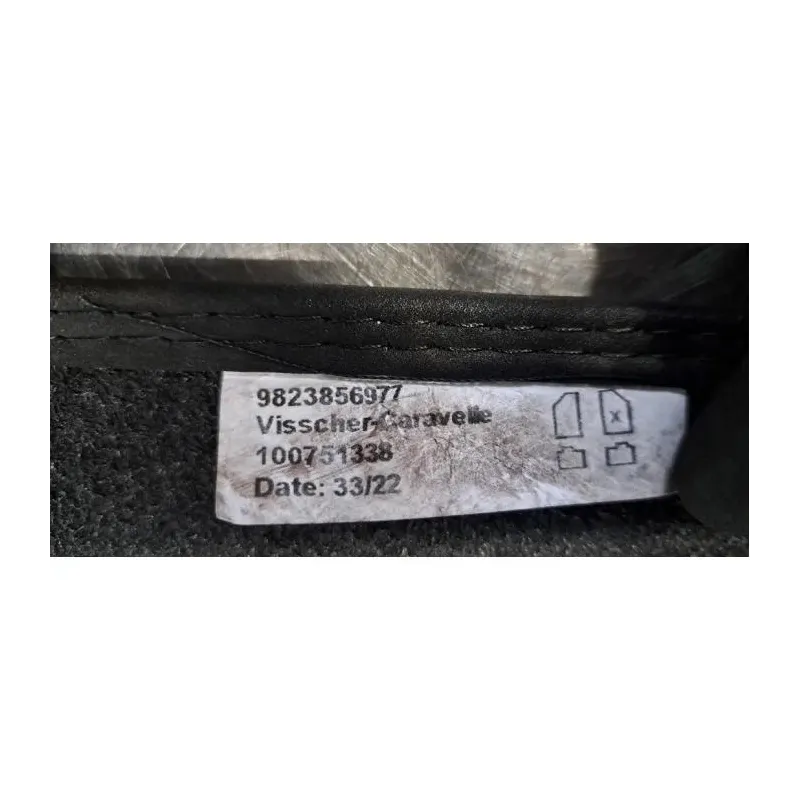 9823856977
Visscher-Caravelle
x
100751338
Date: 33/22